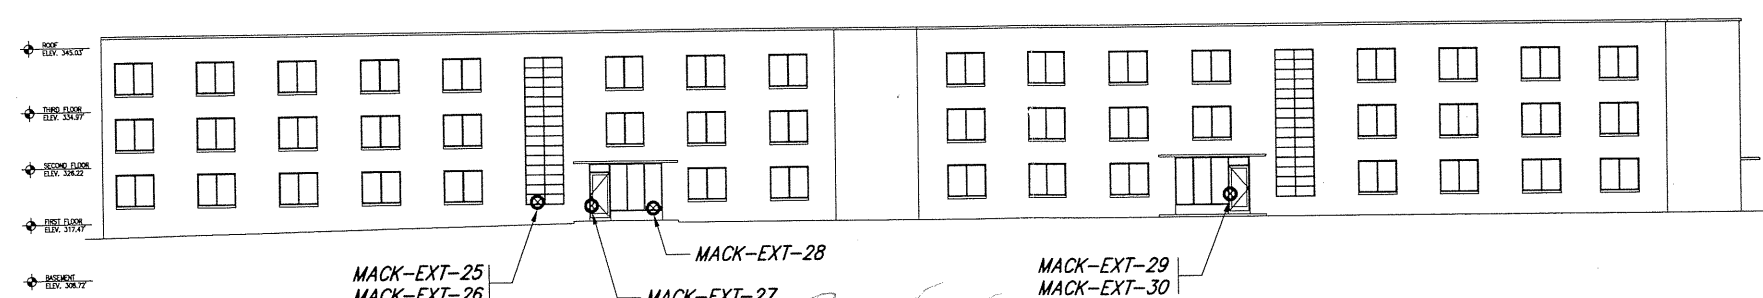 ROOF
ELEV. 345.03'
THIRD FLOOR
ELEV. 334.97'
SECOND FLOOR
ELEV. 326.22
FIRST FLOOR
ELEV. 317.47'
BASEMENT
ELEV. 308.72'
MACK-EXT-25
MACK-EXT-26
MACK-EXT-28
MACK-EXT-27
MACK-EXT-29
MACK-EXT-30